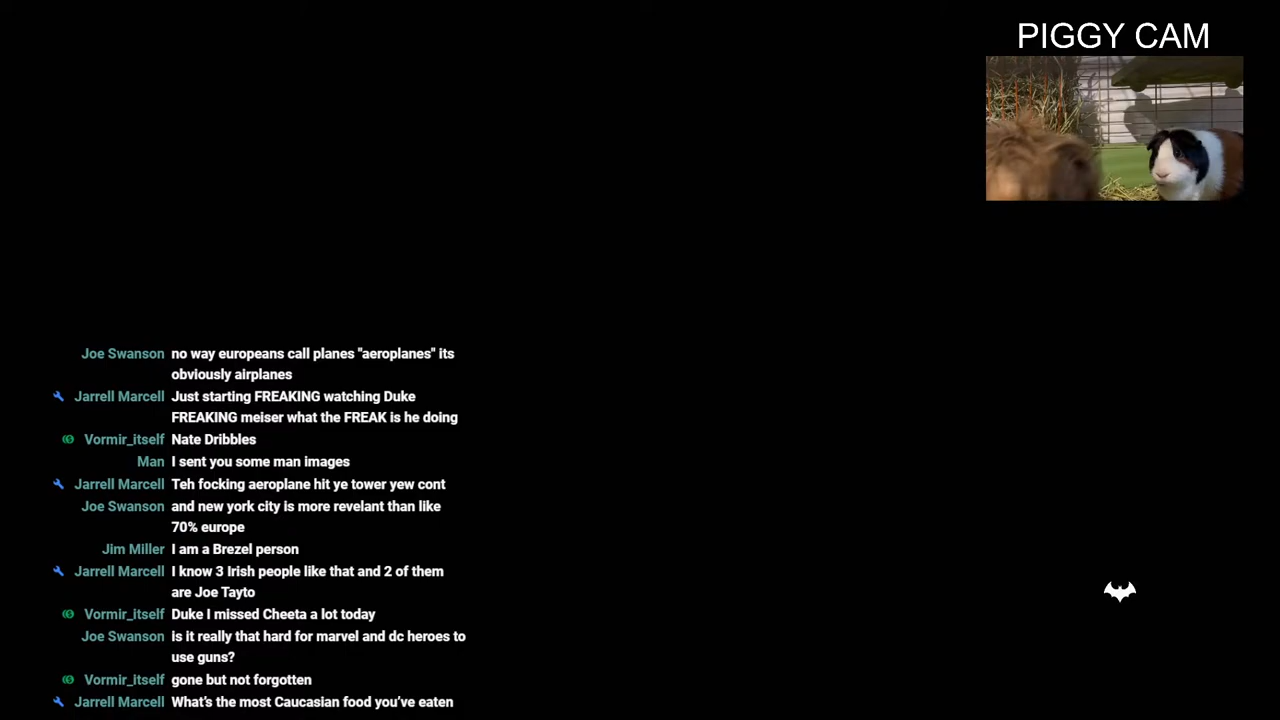 PIGGY CAM
Joe Swanson no way europeans call planes "aeroplanes" its
obviously airplanes
Jarrell Marcell Just starting FREAKING watching Duke
FREAKING meiser what the FREAK is he doing
Vormir_itself Nate Dribbles
Man I sent you some man images
Jarrell Marcell Teh focking aeroplane hit ye tower yew cont
Joe Swanson and new york city is more revelant than like
70% europe
Jim Miller I am a Brezel person
Jarrell Marcell I know 3 Irish people like that and 2 of them
are Joe Tayto
Vormir_itself Duke I missed Cheeta a lot today
Joe Swanson is it really that hard for marvel and dc heroes to
use guns?
Vormir_itself gone but not forgotten
Jarrell Marcell What's the most Caucasian food you've eaten